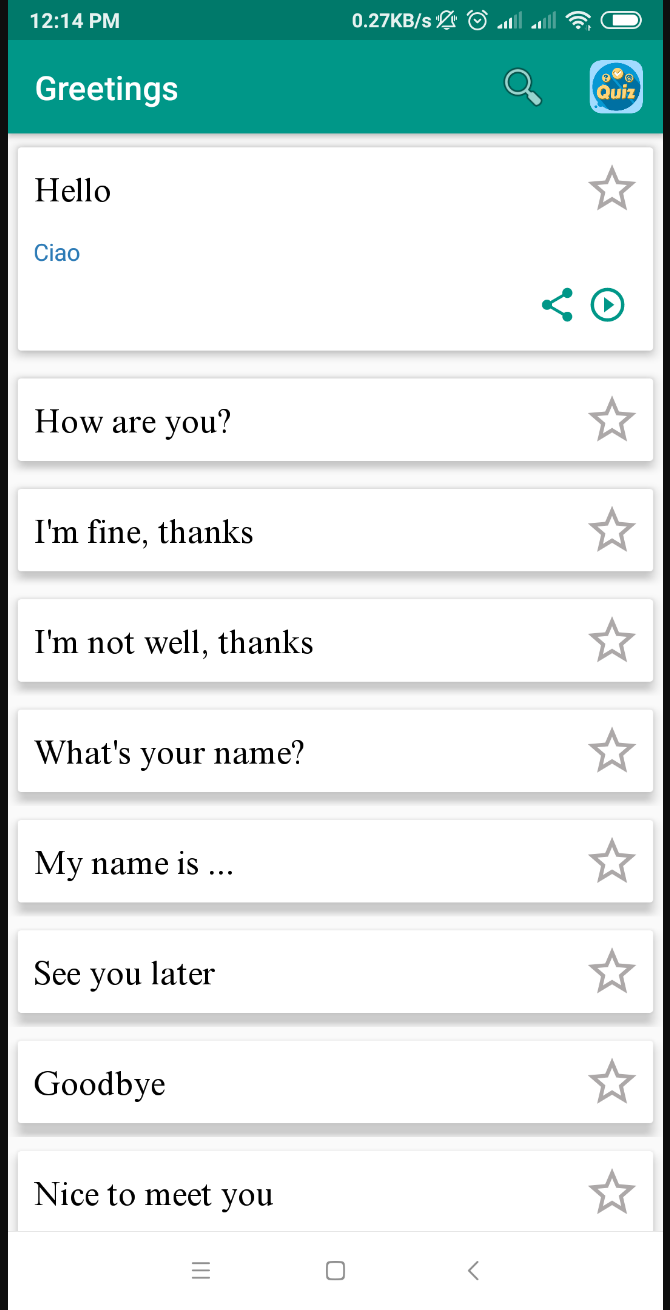 12:14 PM 0.27KB/s
Greetings Quiz
Hello
Ciao
How are you?
I'm fine, thanks
I'm not well, thanks
What's your name?
My name is ...
See you later
Goodbye
Nice to meet you